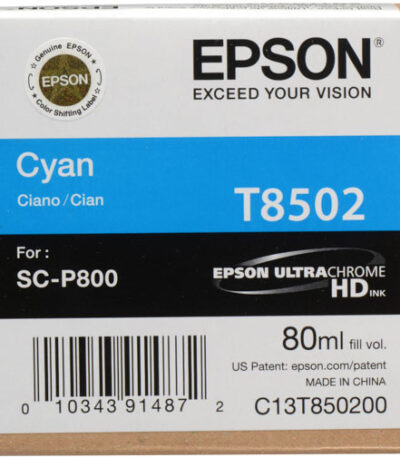 Genuine EPSON
EPSON
Color Shifting Label
EPSON®
EXCEED YOUR VISION
Cyan
Ciano / Cian
T8502
For :
SC-P800
EPSON ULTRACHROME
HD INK
80ml fill vol.
US Patent: epson.com/patent
MADE IN CHINA
0 10343 91487 2
C13T850200